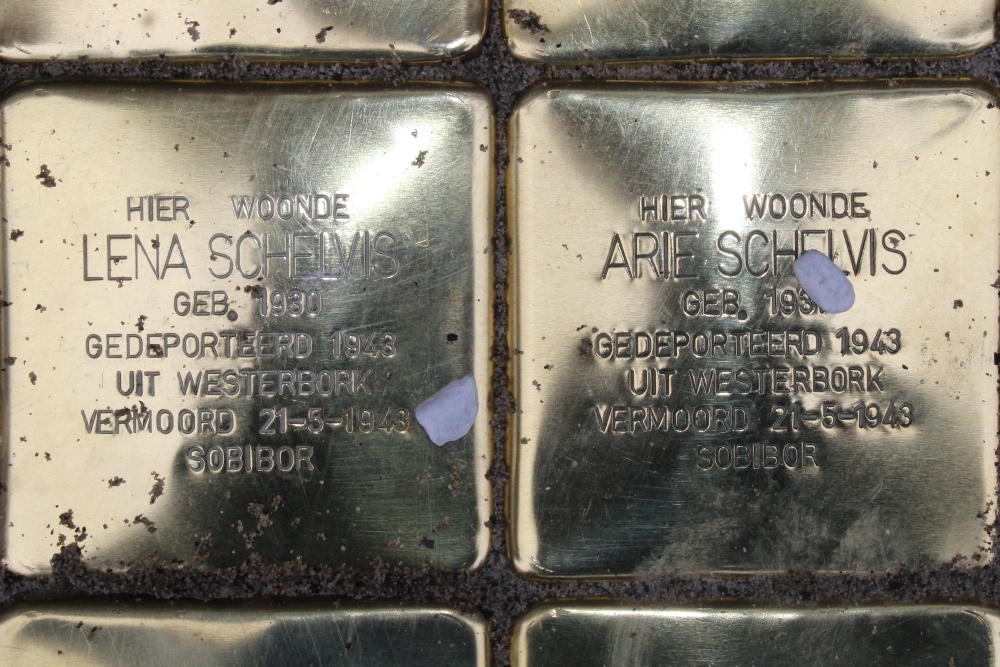 HIER WOONDE
LENA SCHELVIS
GEB. 1930
GEDEPORTEERD 1943
UIT WESTERBORK
VERMOORD 21-5-1943
SOBIBOR
HIER WOONDE
ARIE SCHELVIS
GEB.
GEDEPORTEERD 1943
UIT WESTERBORK
VERMOORD 21-5-1943
SOBIBOR